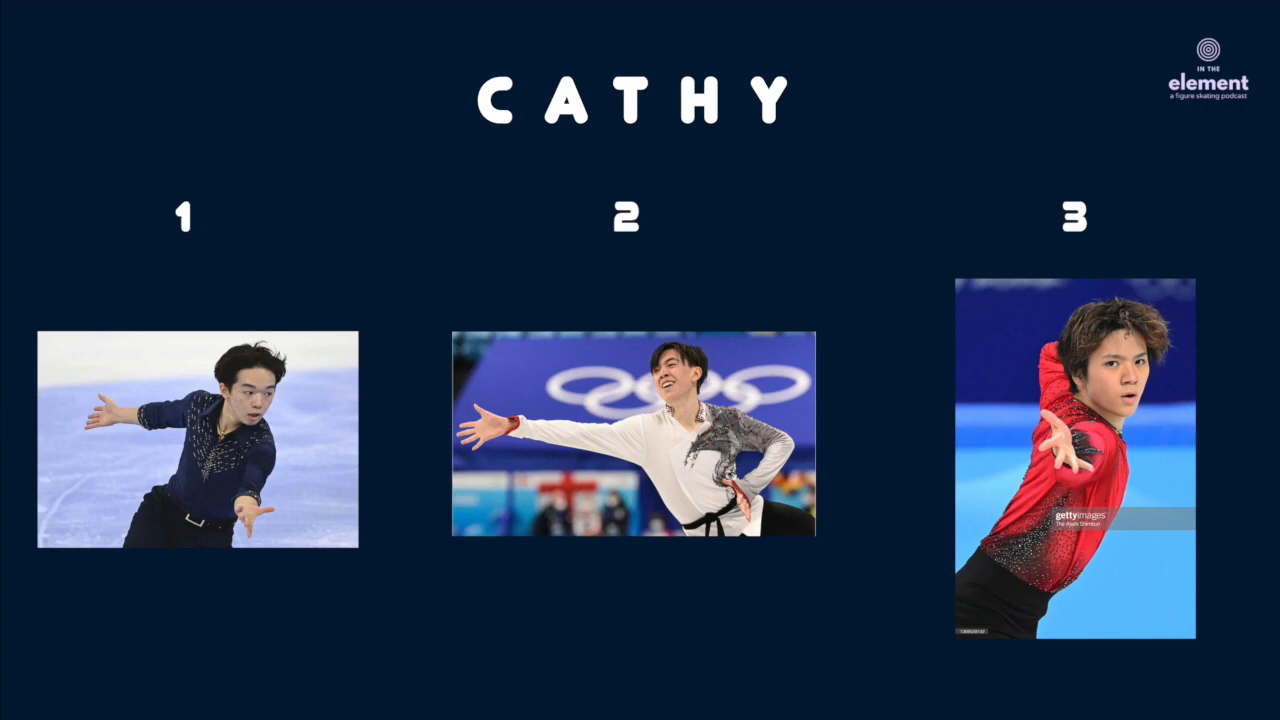 CATHY
IN THE
element
a figure skating podcast
1
2
3
gettyimages
The Asahi Shimbun